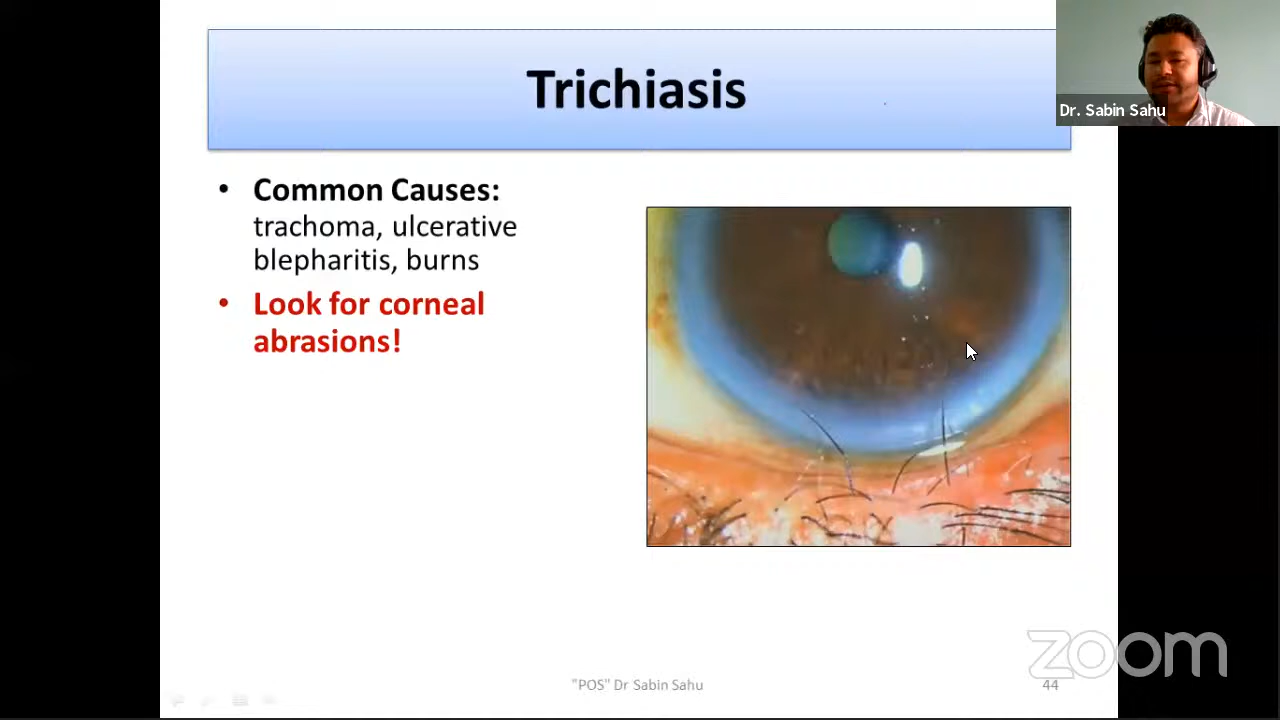 Trichiasis
Dr. Sabin Sahu
• Common Causes:
trachoma, ulcerative
blepharitis, burns
• Look for corneal
abrasions!
zoom
"POS" Dr Sabin Sahu
44